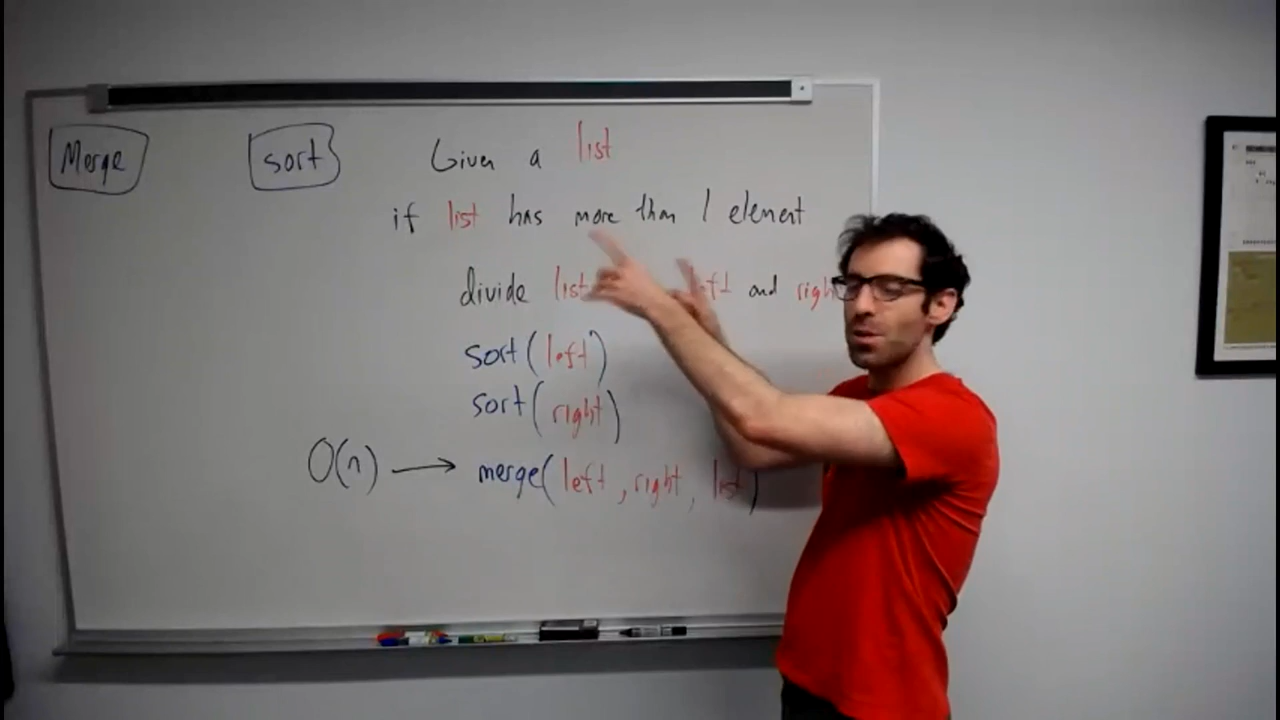 Merge sort Given a list
if list has more than 1 element
divide list left and right
sort(left)
sort(right)
O(n) → merge(left, right, list)